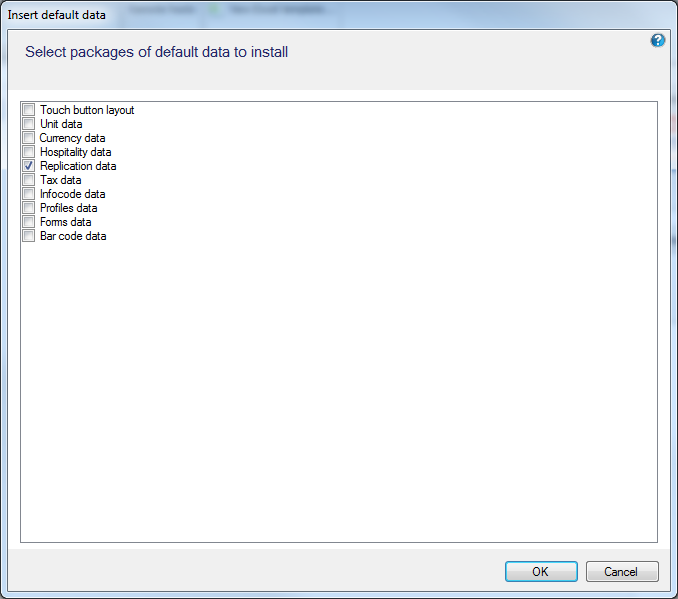 Insert default data
Select packages of default data to install
Touch button layout
Unit data
Currency data
Hospitality data
Replication data
Tax data
Infocode data
Profiles data
Forms data
Bar code data
OK
Cancel